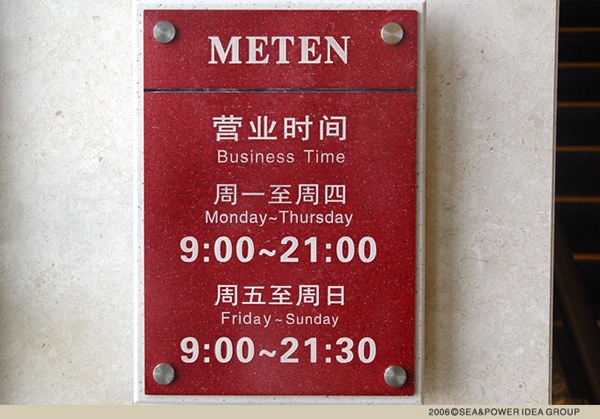 METEN
营业时间
Business Time
周一至周四
Monday~Thursday
9:00~21:00
周五至周日
Friday~Sunday
9:00~21:30
2006©SEA&POWER IDEA GROUP